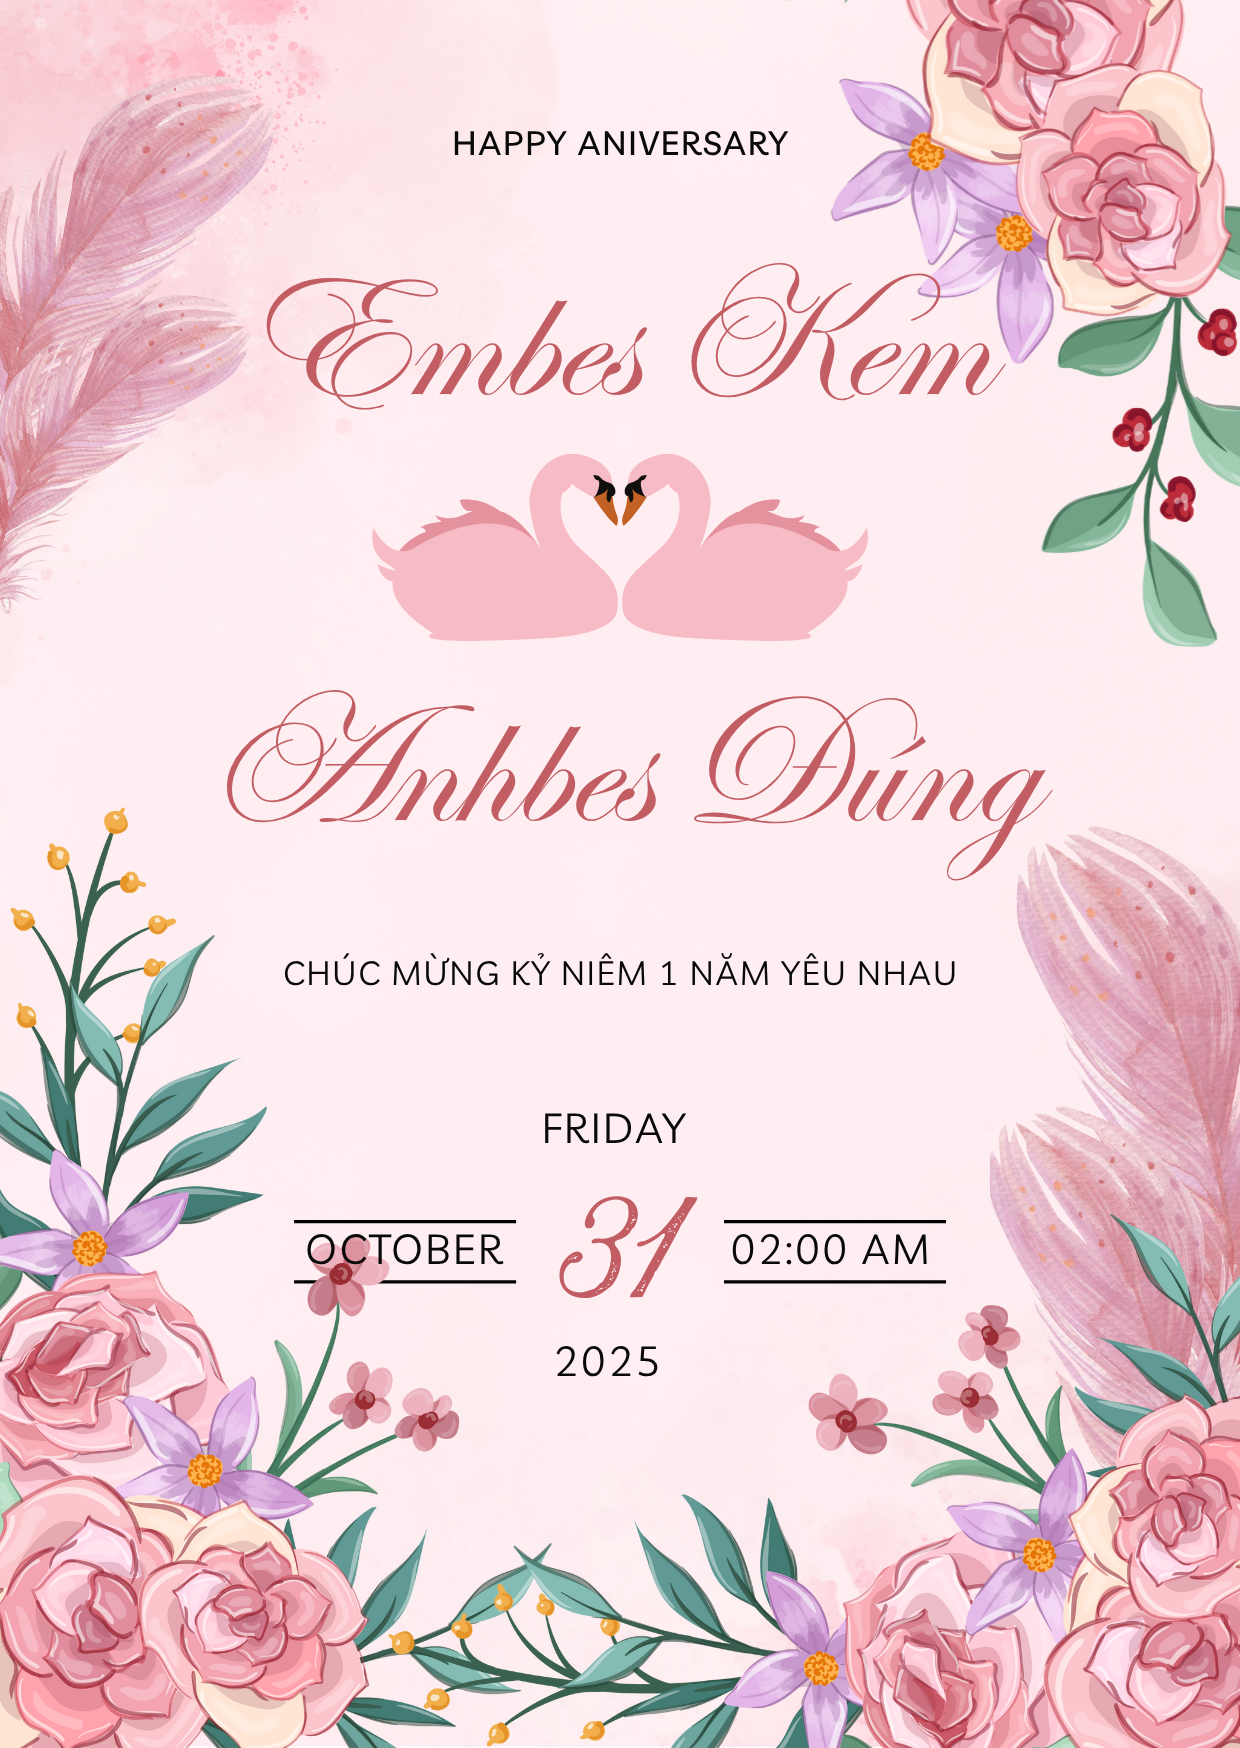 HAPPY ANIVERSARY
Embes Kem
Anhbes Đúng
CHÚC MỪNG KỶ NIÊM 1 NĂM YÊU NHAU
FRIDAY
OCTOBER 31 02:00 AM
2025